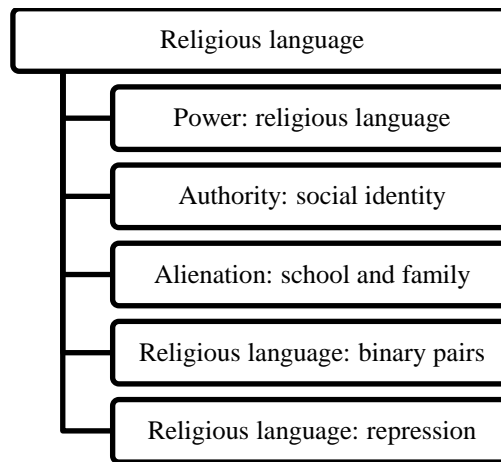 Religious language
Power: religious language
Authority: social identity
Alienation: school and family
Religious language: binary pairs
Religious language: repression